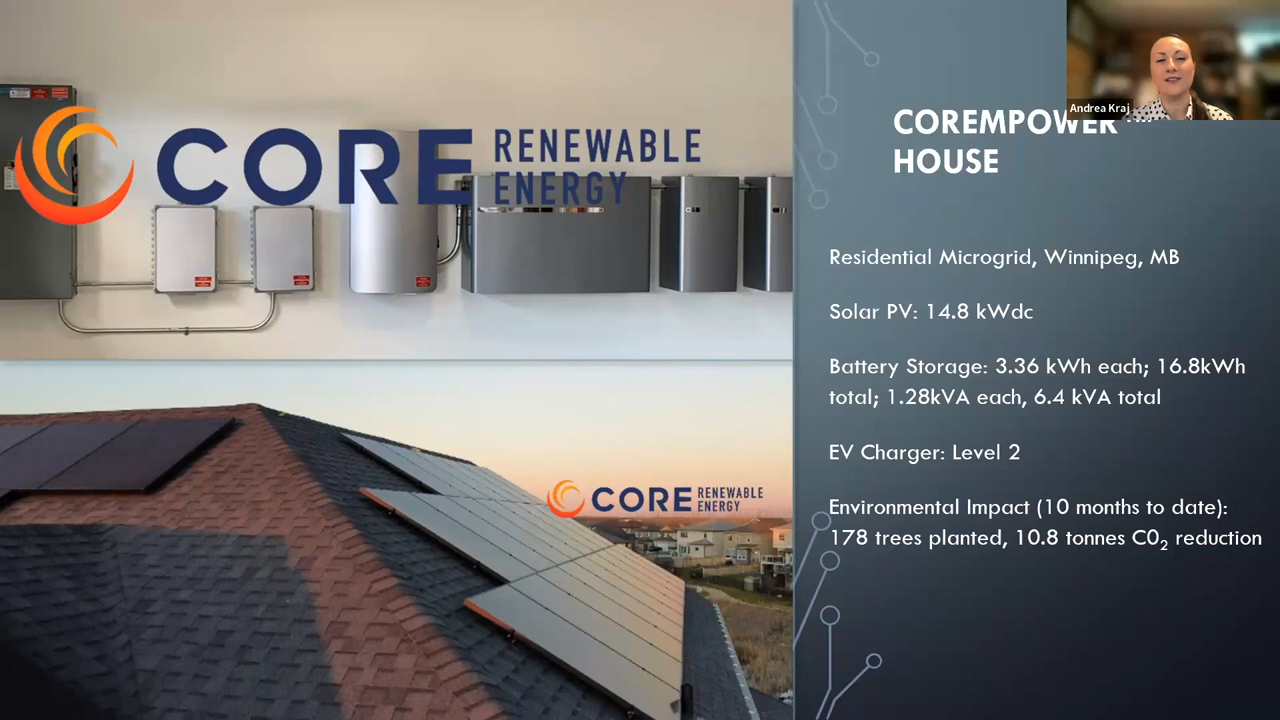 CORE RENEWABLE
ENERGY
CORE RENEWABLE
ENERGY
Andrea Kraj
COREMPOWER
HOUSE
Residential Microgrid, Winnipeg, MB
Solar PV: 14.8 kWdc
Battery Storage: 3.36 kWh each; 16.8kWh
total; 1.28kVA each, 6.4 kVA total
EV Charger: Level 2
Environmental Impact (10 months to date):
178 trees planted, 10.8 tonnes C0₂ reduction